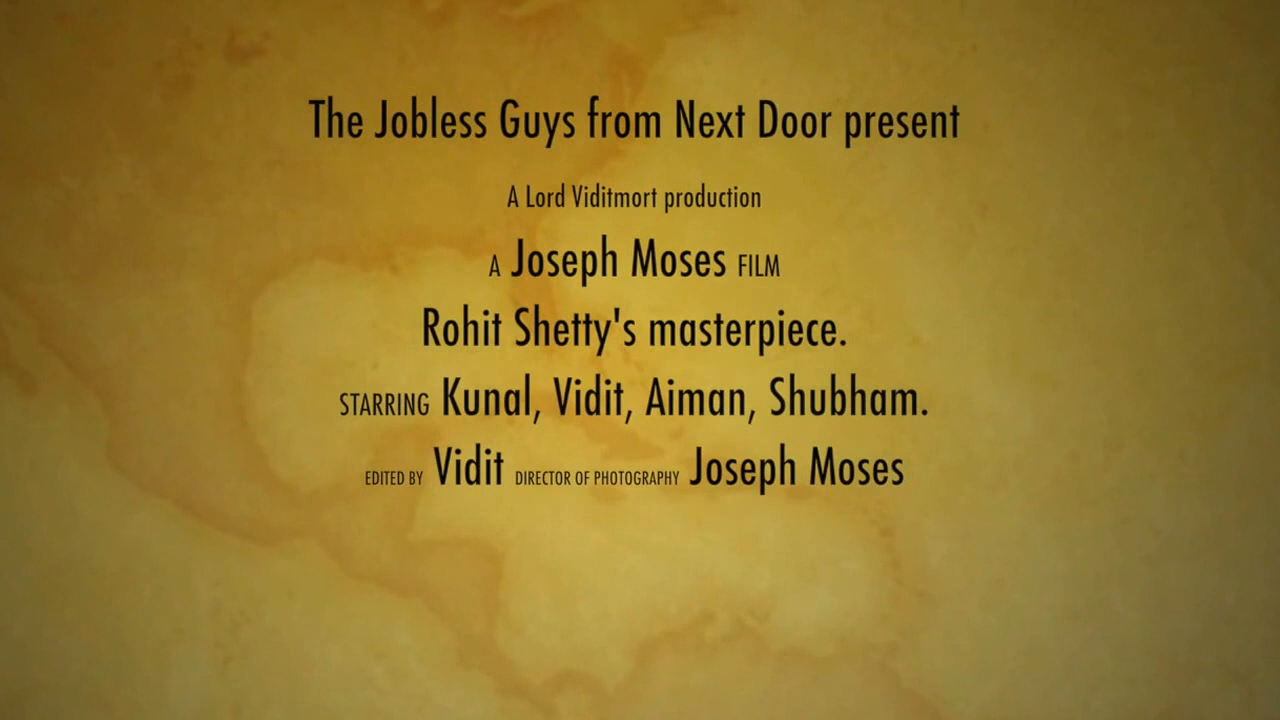 The Jobless Guys from Next Door present
A Lord Viditmort production
A Joseph Moses FILM
Rohit Shetty's masterpiece.
STARRING Kunal, Vidit, Aiman, Shubham.
EDITED BY Vidit DIRECTOR OF PHOTOGRAPHY Joseph Moses